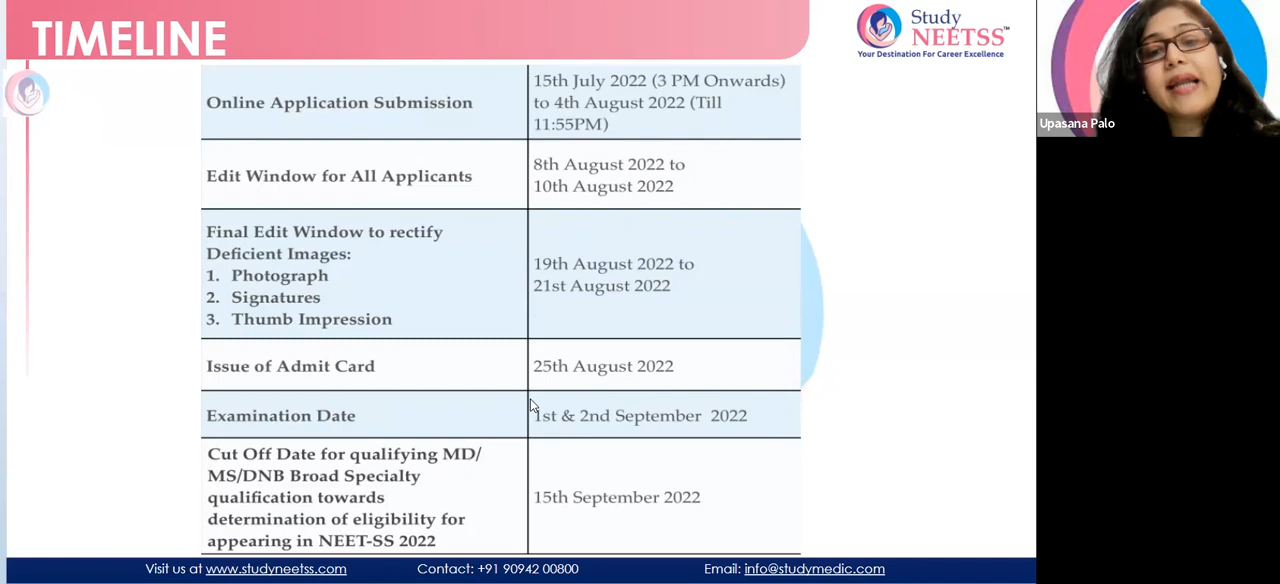 TIMELINE
Study
NEETSS™
Your Destination For Career Excellence
Upasana Palo
Online Application Submission
15th July 2022 (3 PM Onwards)
to 4th August 2022 (Till
11:55PM)
Edit Window for All Applicants
8th August 2022 to
10th August 2022
Final Edit Window to rectify
Deficient Images:
1. Photograph
2. Signatures
3. Thumb Impression
19th August 2022 to
21st August 2022
Issue of Admit Card
25th August 2022
Examination Date
1st & 2nd September 2022
Cut Off Date for qualifying MD/
MS/DNB Broad Specialty
qualification towards
determination of eligibility for
appearing in NEET-SS 2022
15th September 2022
Visit us at www.studyneetss.com
Contact: +91 90942 00800
Email: info@studymedic.com